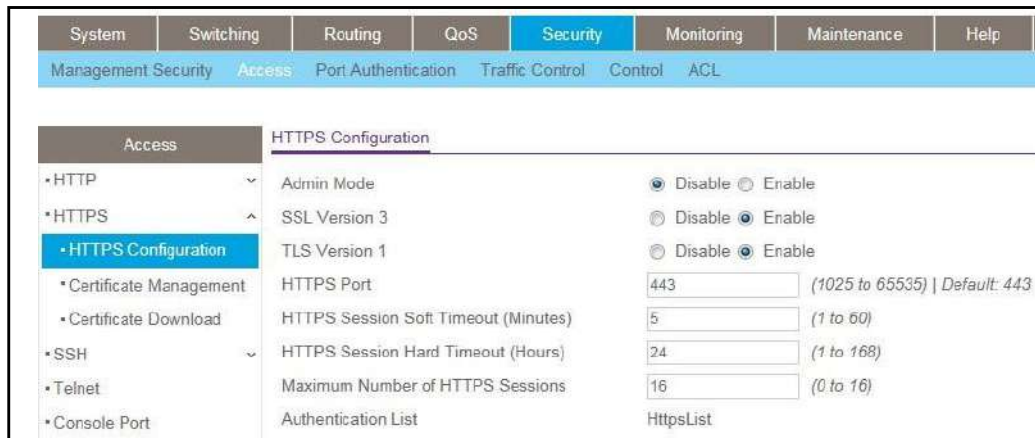 System Switching Routing QoS Security Monitoring Maintenance Help
Management Security Access Port Authentication Traffic Control Control ACL
Access
HTTP
HTTPS
HTTPS Configuration
Certificate Management
Certificate Download
SSH
Telnet
Console Port
HTTPS Configuration
Admin Mode Disable Enable
SSL Version 3 Disable Enable
TLS Version 1 Disable Enable
HTTPS Port 443 (1025 to 65535) | Default: 443
HTTPS Session Soft Timeout (Minutes) 5 (1 to 60)
HTTPS Session Hard Timeout (Hours) 24 (1 to 168)
Maximum Number of HTTPS Sessions 16 (0 to 16)
Authentication List HttpsList